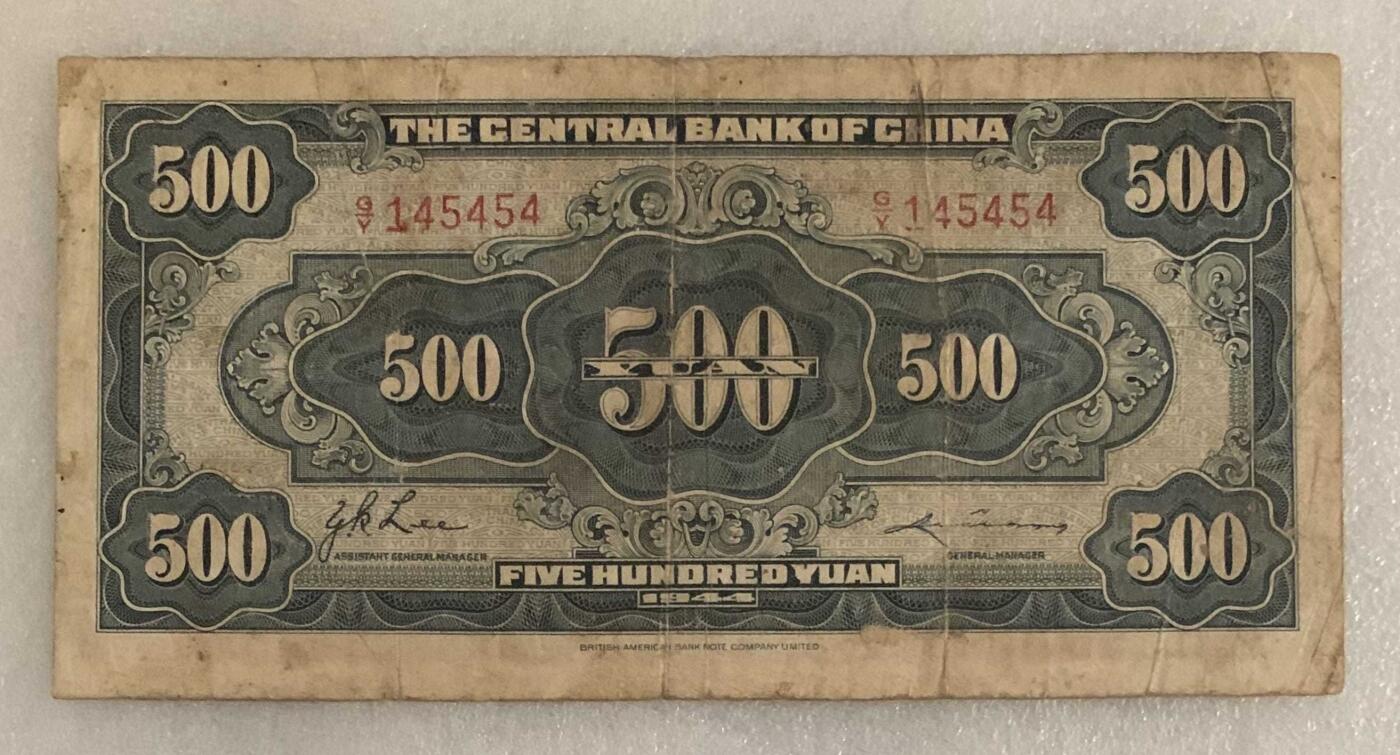 THE CENTRAL BANK OF CHINA
500 500
G/Y 145454 G/Y 145454
500 500 500
YUAN
Y.K. Lee
500 500
ASSISTANT GENERAL MANAGER GENERAL MANAGER
FIVE HUNDRED YUAN
1944
BRITISH AMERICAN BANK NOTE COMPANY LIMITED